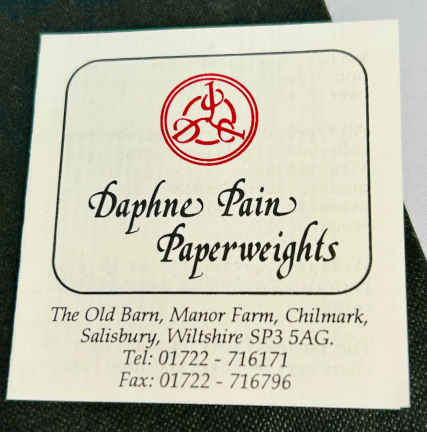 Daphne Pain
Paperweights
The Old Barn, Manor Farm, Chilmark,
Salisbury, Wiltshire SP3 5AG.
Tel: 01722 - 716171
Fax: 01722 - 716796